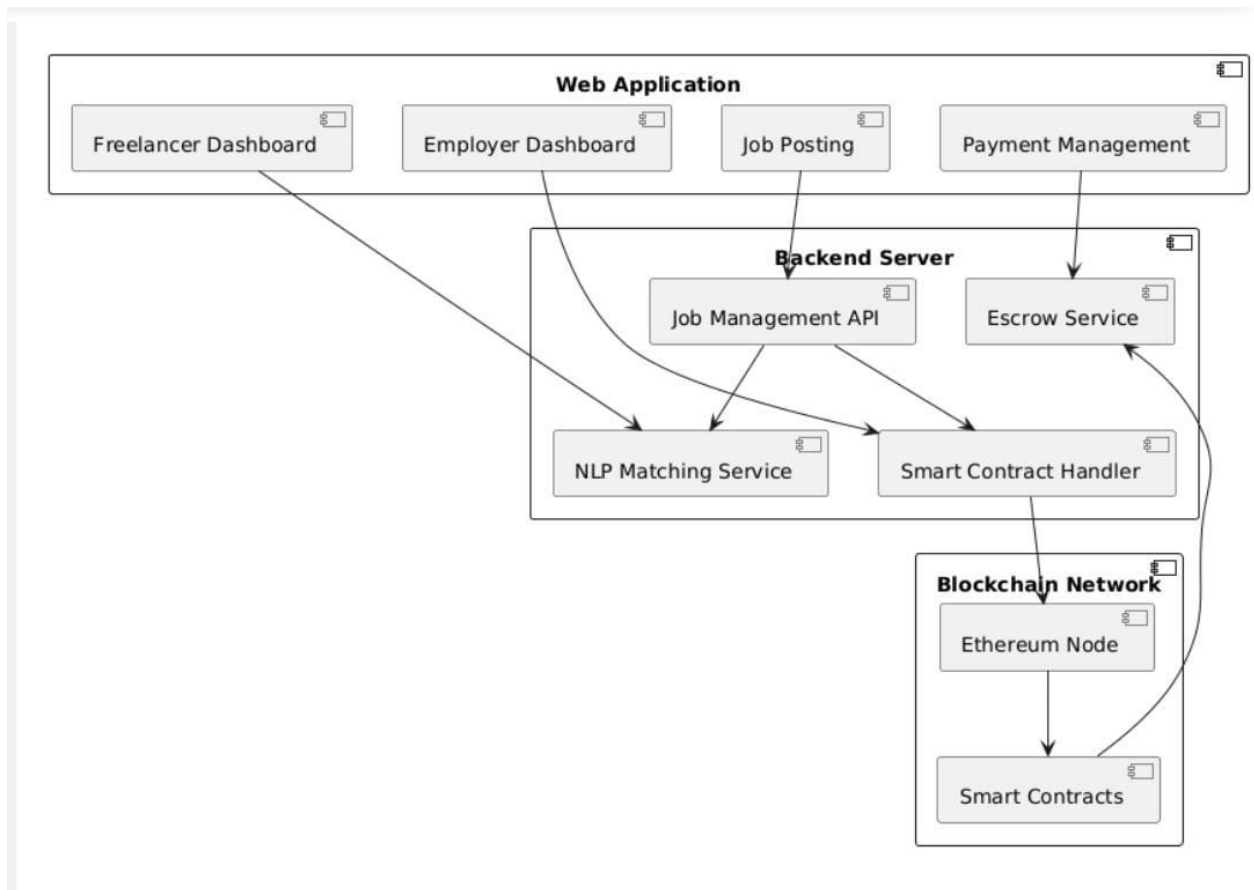 Web Application
Freelancer Dashboard
Employer Dashboard
Job Posting
Payment Management
Backend Server
Job Management API
Escrow Service
NLP Matching Service
Smart Contract Handler
Blockchain Network
Ethereum Node
Smart Contracts